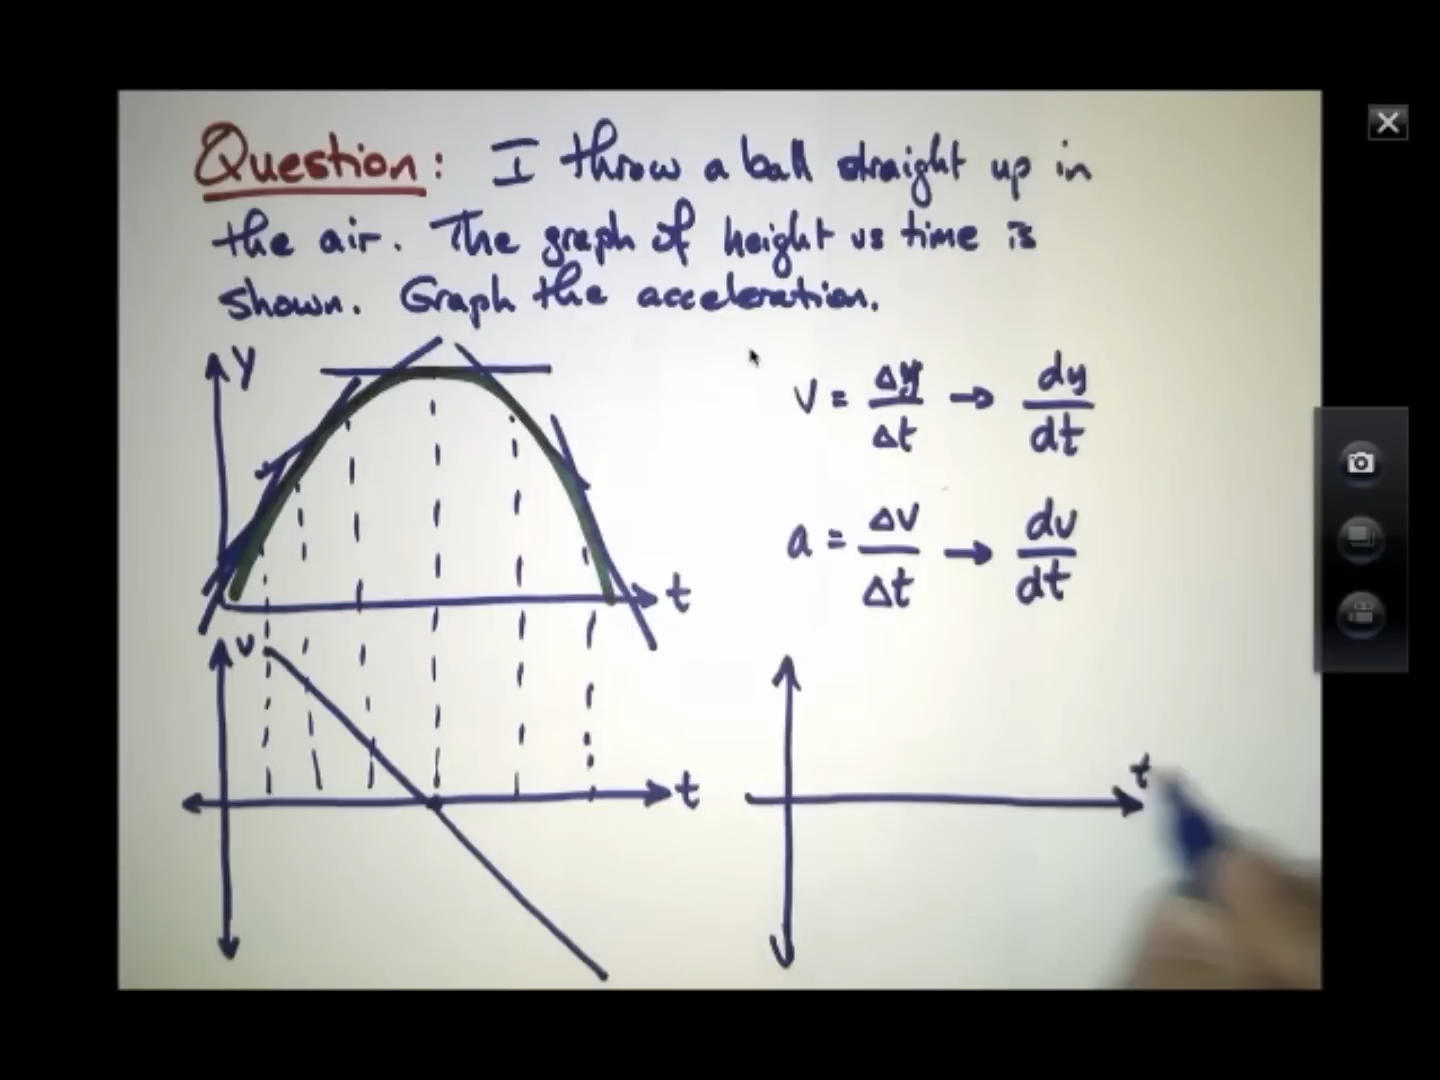 Question: I throw a ball straight up in
the air. The graph of height vs time is
shown. Graph the acceleration.
y
t
v = Δy/Δt → dy/dt
a = Δv/Δt → dv/dt
v
t
t